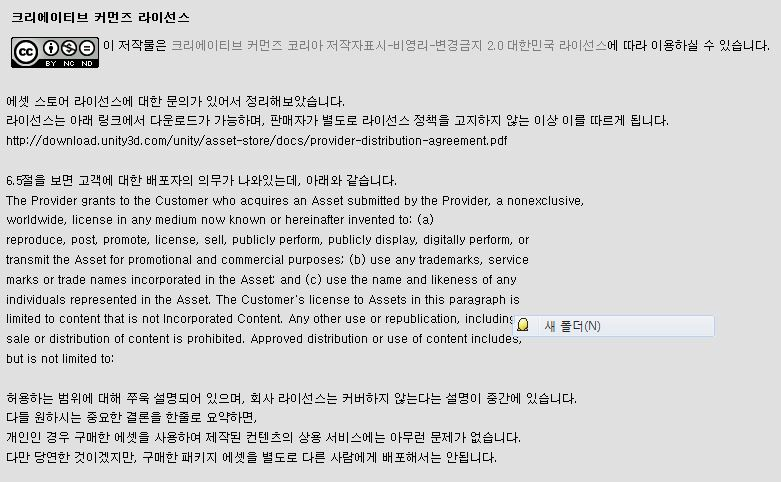 크리에이티브 커먼즈 라이선스
CC BY NC ND 이 저작물은 크리에이티브 커먼즈 코리아 저작자표시-비영리-변경금지 2.0 대한민국 라이선스에 따라 이용하실 수 있습니다.
에셋 스토어 라이선스에 대한 문의가 있어서 정리해보았습니다.
라이선스는 아래 링크에서 다운로드가 가능하며, 판매자가 별도로 라이선스 정책을 고지하지 않는 이상 이를 따르게 됩니다.
http://download.unity3d.com/unity/asset-store/docs/provider-distribution-agreement.pdf
6.5절을 보면 고객에 대한 배포자의 의무가 나와있는데, 아래와 같습니다.
The Provider grants to the Customer who acquires an Asset submitted by the Provider, a nonexclusive,
worldwide, license in any medium now known or hereinafter invented to: (a)
reproduce, post, promote, license, sell, publicly perform, publicly display, digitally perform, or
transmit the Asset for promotional and commercial purposes; (b) use any trademarks, service
marks or trade names incorporated in the Asset; and (c) use the name and likeness of any
individuals represented in the Asset. The Customer's license to Assets in this paragraph is
limited to content that is not Incorporated Content. Any other use or republication, including
새 폴더(N)
sale or distribution of content is prohibited. Approved distribution or use of content includes,
but is not limited to:
허용하는 범위에 대해 쭈욱 설명되어 있으며, 회사 라이선스는 커버하지 않는다는 설명이 중간에 있습니다.
다들 원하시는 중요한 결론을 한줄로 요약하면,
개인인 경우 구매한 에셋을 사용하여 제작된 컨텐츠의 상용 서비스에는 아무런 문제가 없습니다.
다만 당연한 것이겠지만, 구매한 패키지 에셋을 별도로 다른 사람에게 배포해서는 안됩니다.